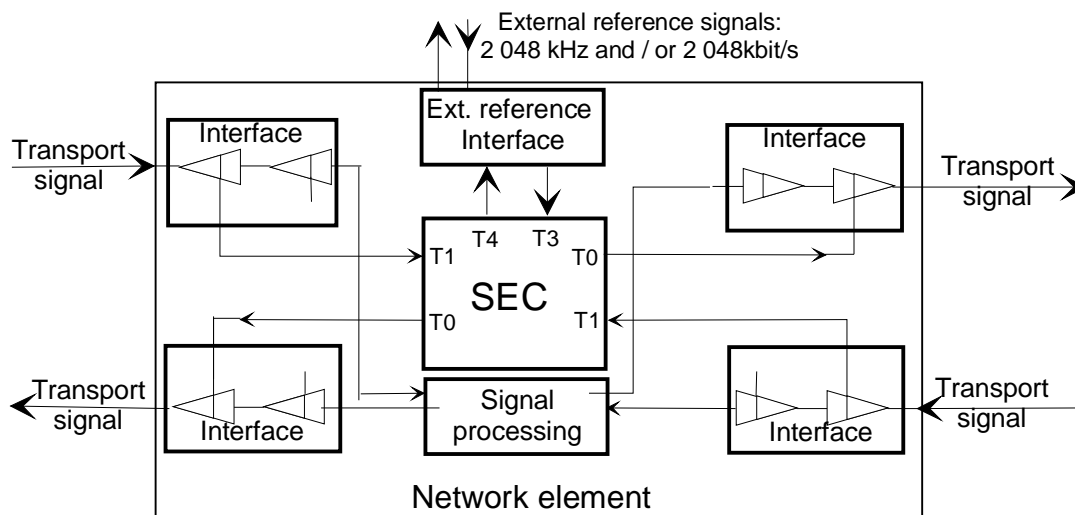 External reference signals:
2 048 kHz and / or 2 048kbit/s
Ext. reference
Interface
Interface
Interface
Transport
signal
Transport
signal
T4
T3
T1
T0
SEC
T0
T1
Transport
signal
Interface
Signal
processing
Interface
Transport
signal
Network element